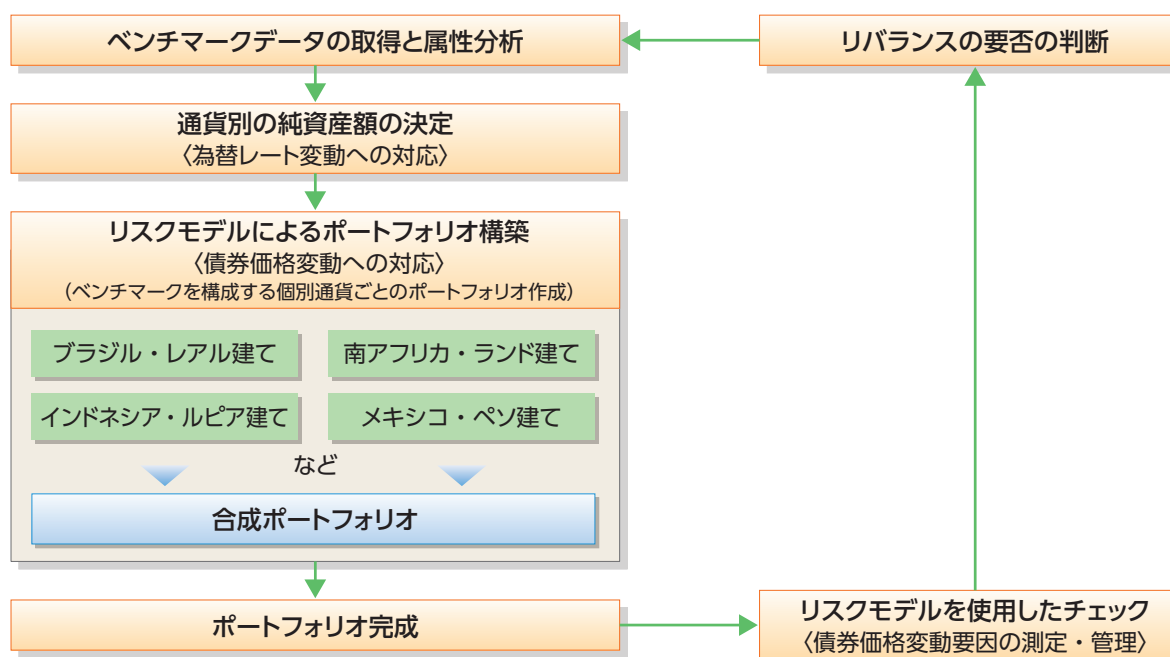 ベンチマークデータの取得と属性分析
リバランスの要否の判断
通貨別の純資産額の決定
〈為替レート変動への対応〉
リスクモデルによるポートフォリオ構築
〈債券価格変動への対応〉
（ベンチマークを構成する個別通貨ごとのポートフォリオ作成）
ブラジル・レアル建て
南アフリカ・ランド建て
インドネシア・ルピア建て
メキシコ・ペソ建て
など
合成ポートフォリオ
ポートフォリオ完成
リスクモデルを使用したチェック
〈債券価格変動要因の測定・管理〉